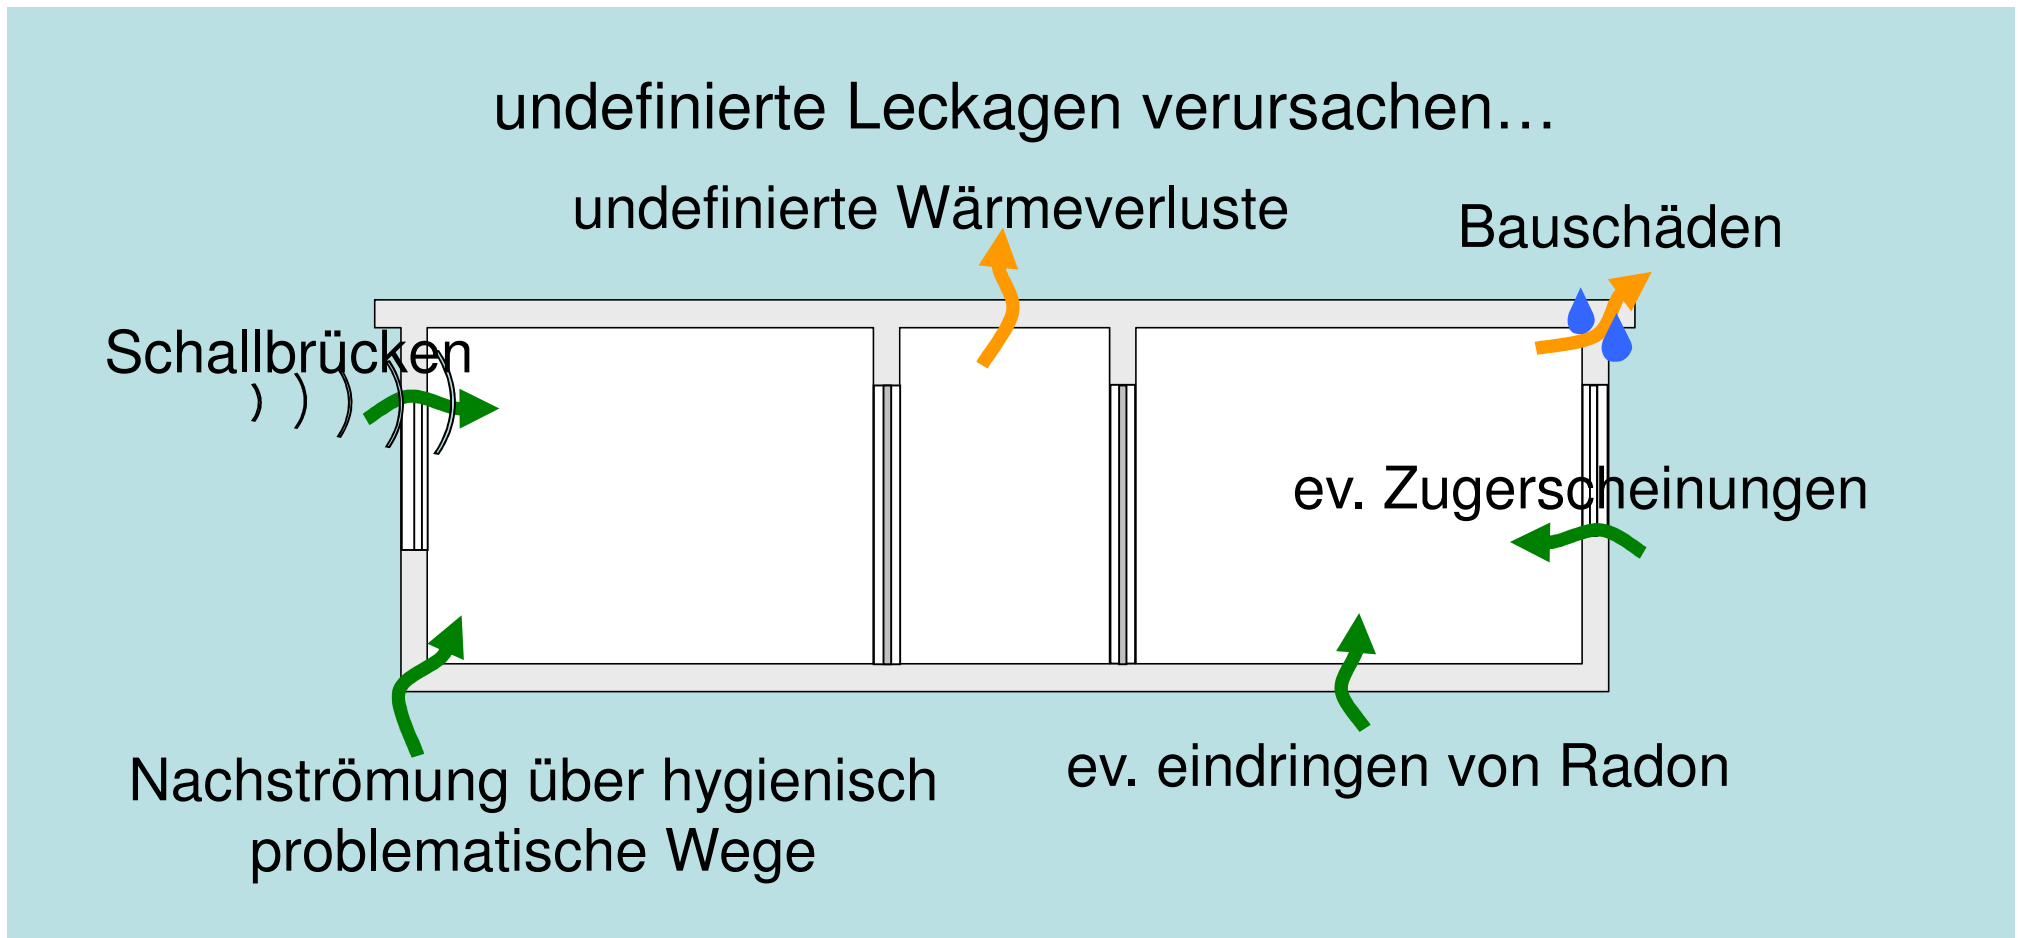 undefinierte Leckagen verursachen…
undefinierte Wärmeverluste
Bauschäden
Schallbrücken
ev. Zugerscheinungen
Nachströmung über hygienisch
problematische Wege
ev. eindringen von Radon